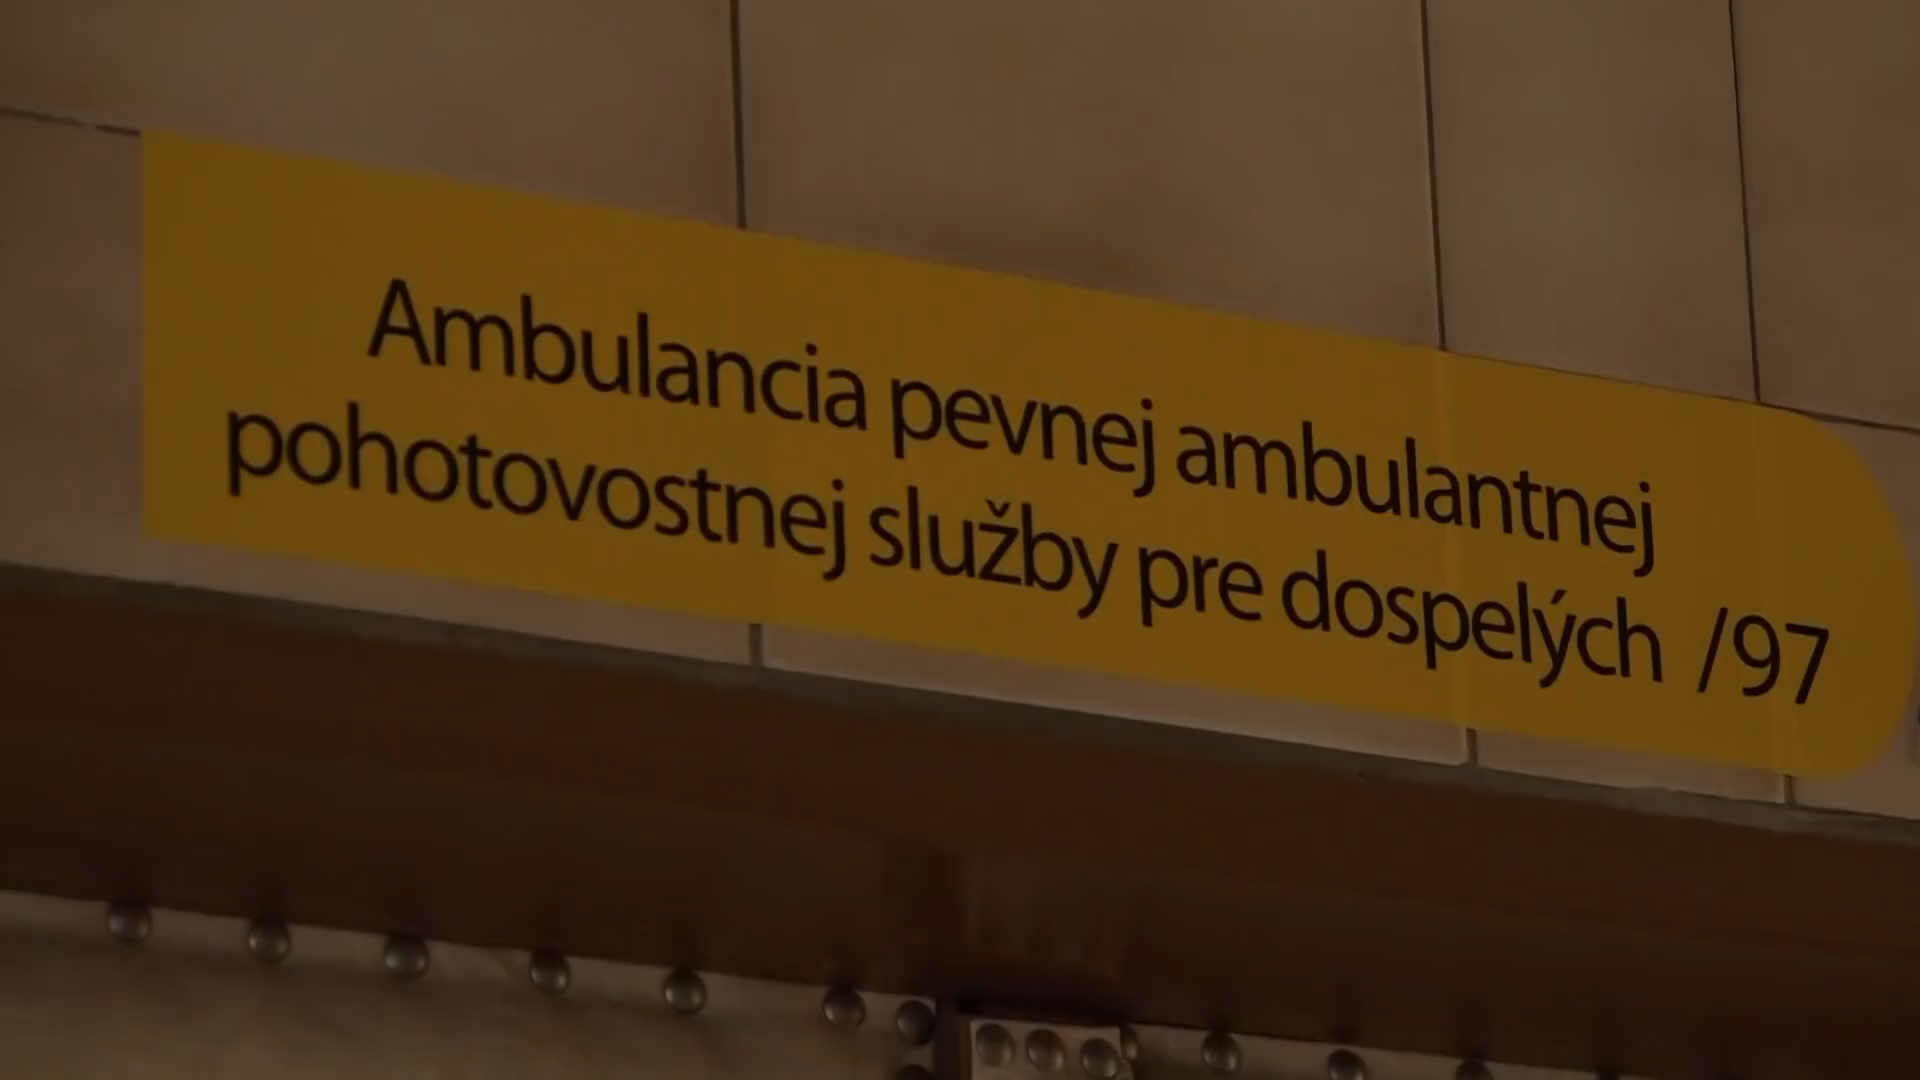 Ambulancia pevnej ambulantnej
pohotovostnej služby pre dospelých /97